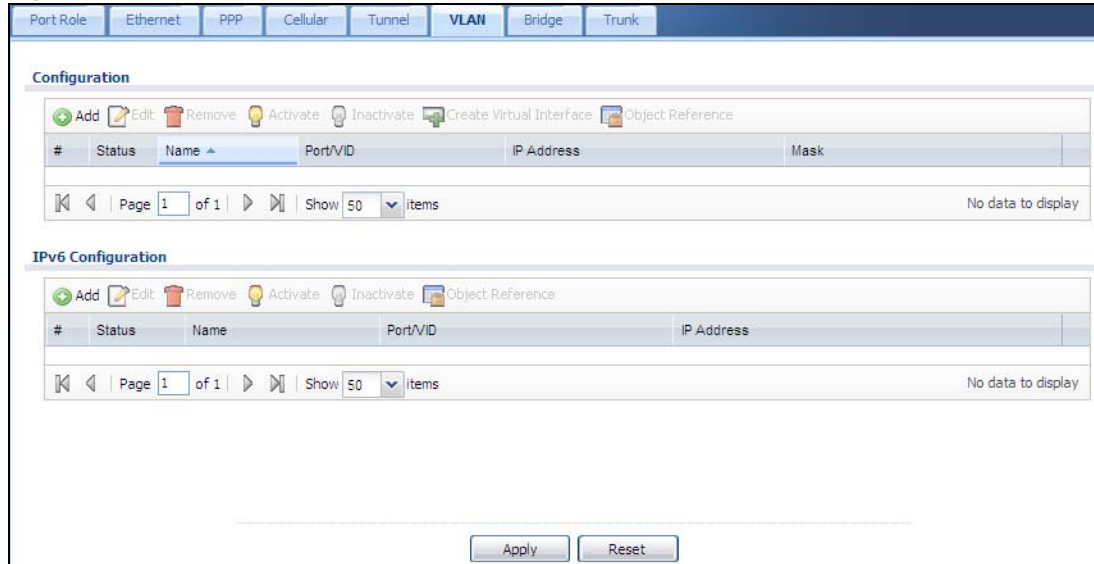 Port Role Ethernet PPP Cellular Tunnel VLAN Bridge Trunk
Configuration
Add Edit Remove Activate Inactivate Create Virtual Interface Object Reference
# Status Name Port/VID IP Address Mask
Page 1 of 1 Show 50 items No data to display
IPv6 Configuration
Add Edit Remove Activate Inactivate Object Reference
# Status Name Port/VID IP Address
Page 1 of 1 Show 50 items No data to display
Apply Reset